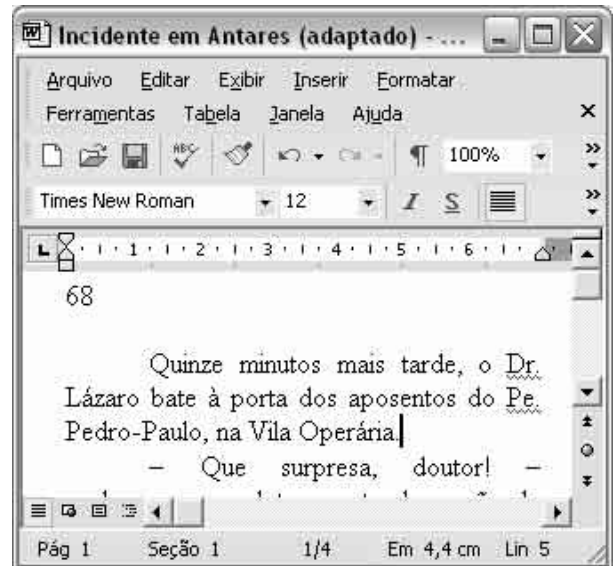 Incidente em Antares (adaptado) - ...
Arquivo Editar Exibir Inserir Formatar
Ferramentas Tabela Janela Ajuda
ABC 100%
Times New Roman 12 I S
1 2 3 4 5 6
68
Quinze minutos mais tarde, o Dr.
Lázaro bate à porta dos aposentos do Pe.
Pedro-Paulo, na Vila Operária.
– Que surpresa, doutor! –
Pág 1 Seção 1 1/4 Em 4,4 cm Lin 5